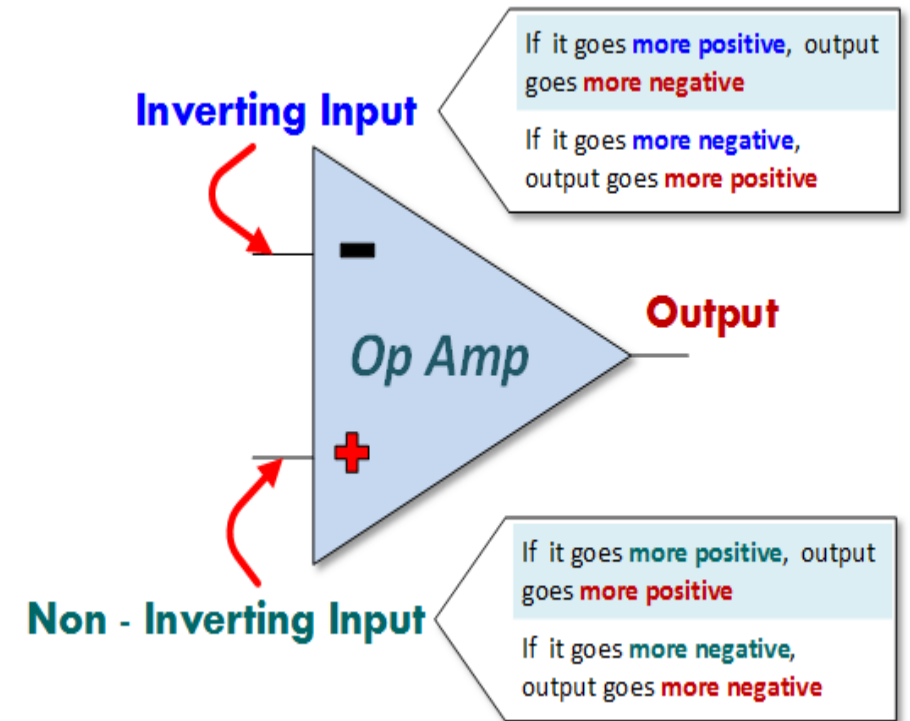 If it goes more positive, output
goes more negative
If it goes more negative,
output goes more positive
Inverting Input
-
Output
Op Amp
+
Non - Inverting Input
If it goes more positive, output
goes more positive
If it goes more negative,
output goes more negative